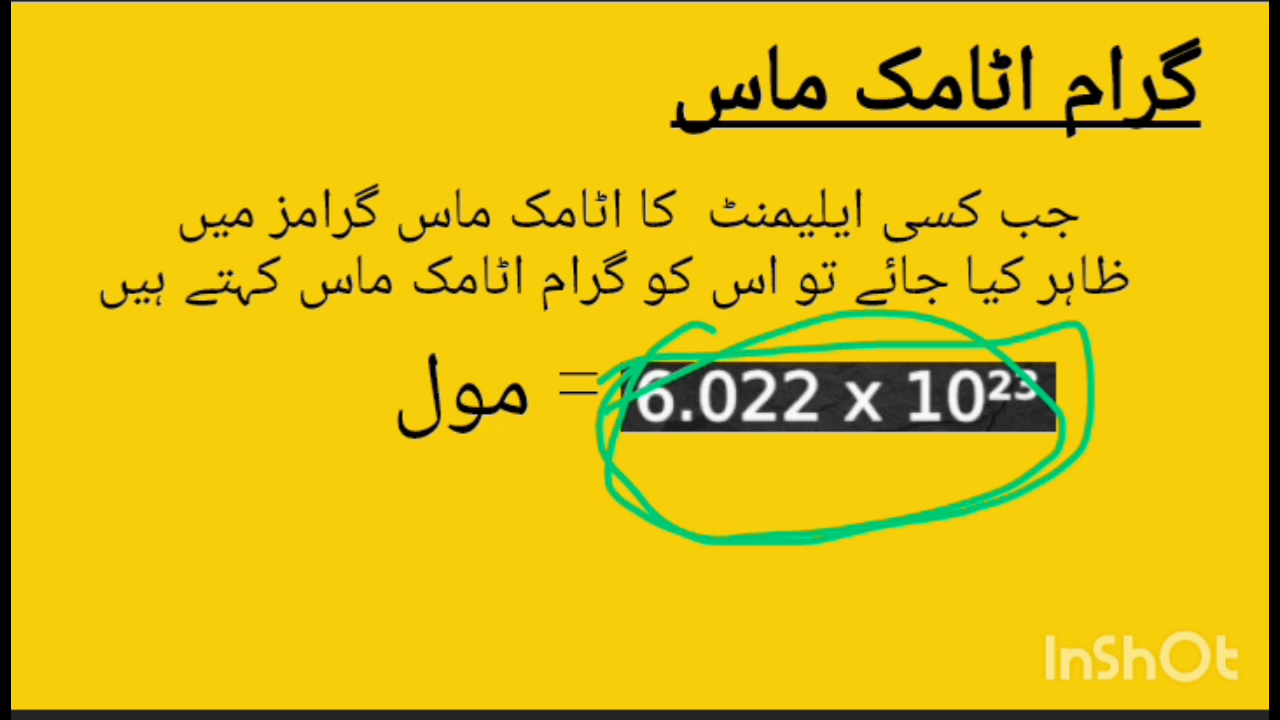 گرام اٹامک ماس
جب کسی ایلیمنٹ کا اٹامک ماس گرامز میں
ظاہر کیا جائے تو اس کو گرام اٹامک ماس کہتے ہیں
مول = 6.022 x 10²³
InShOt